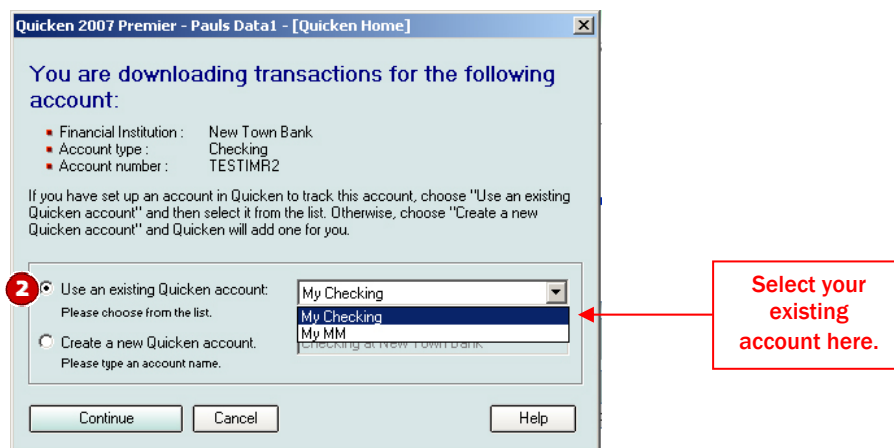 Quicken 2007 Premier - Pauls Data1 - [Quicken Home]
You are downloading transactions for the following
account:
Financial Institution : New Town Bank
Account type : Checking
Account number : TESTIMR2
If you have set up an account in Quicken to track this account, choose "Use an existing
Quicken account" and then select it from the list. Otherwise, choose "Create a new
Quicken account" and Quicken will add one for you.
2 Use an existing Quicken account: My Checking
Please choose from the list.
My Checking
My MM
Create a new Quicken account. Checking at New Town Bank
Please type an account name.
Continue Cancel Help
Select your
existing
account here.